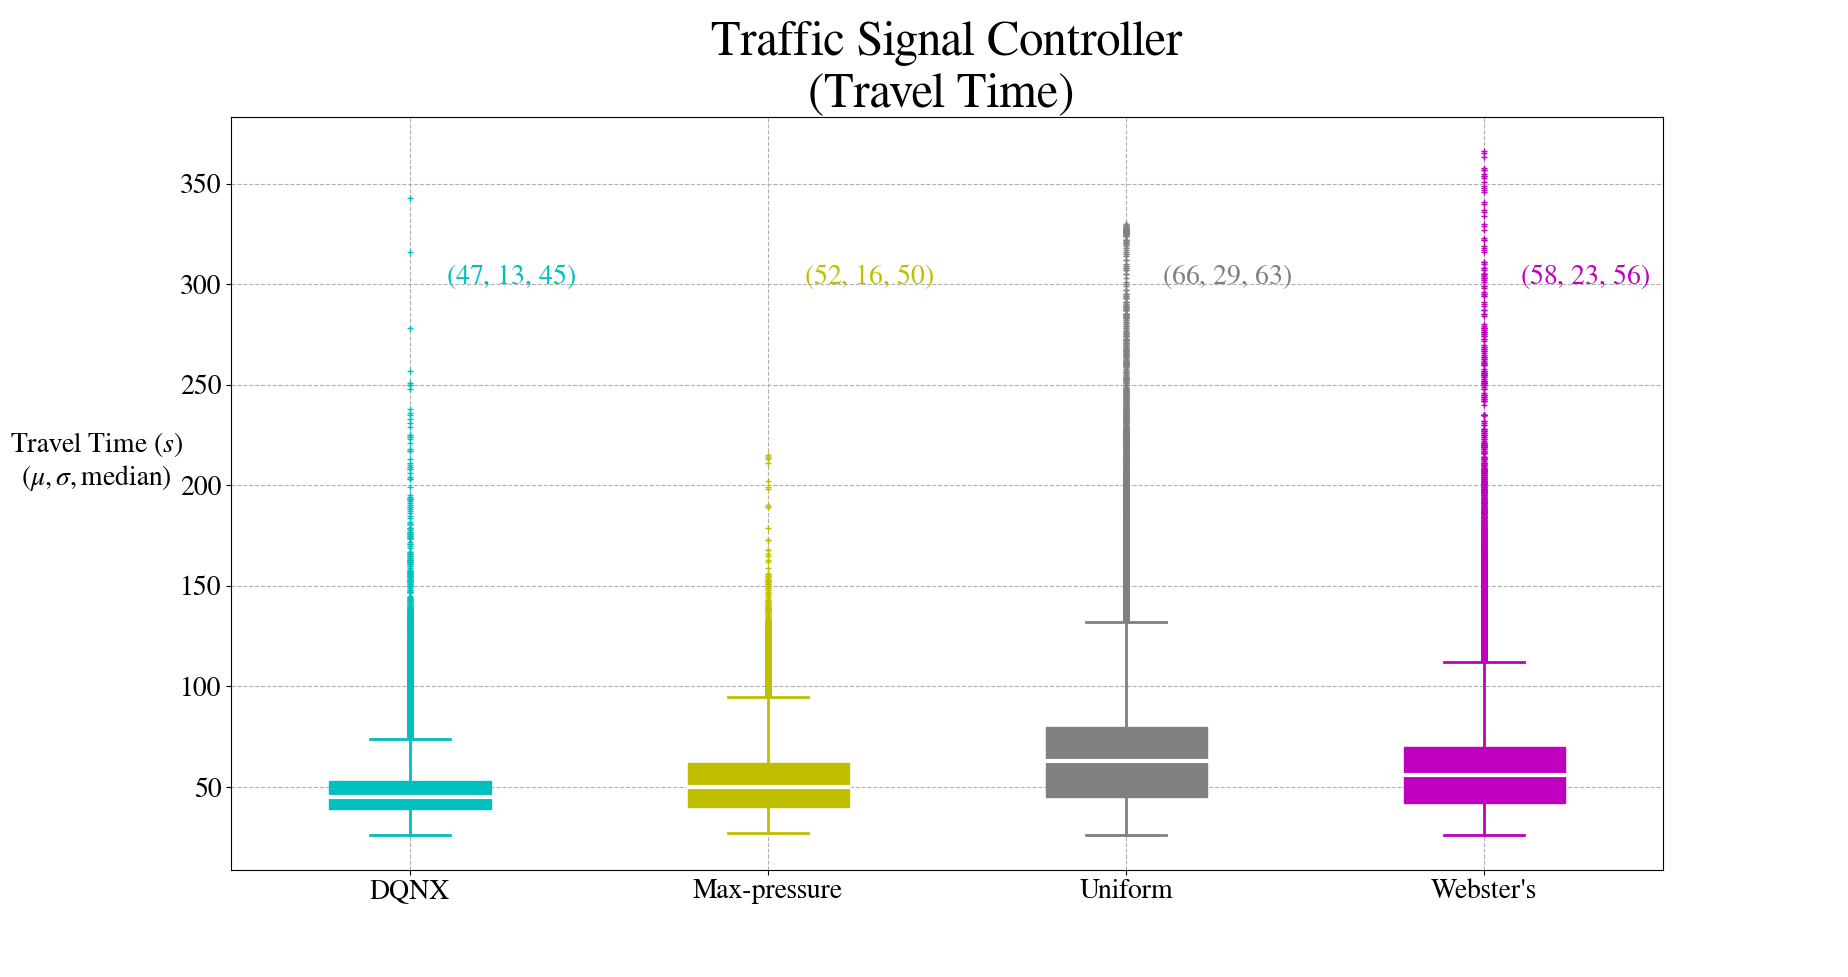 Traffic Signal Controller
(Travel Time)
350
300
250
200
150
100
50
(47, 13, 45)
(52, 16, 50)
(66, 29, 63)
(58, 23, 56)
Travel Time (s)
(μ, σ, median)
DQNX
Max-pressure
Uniform
Webster's